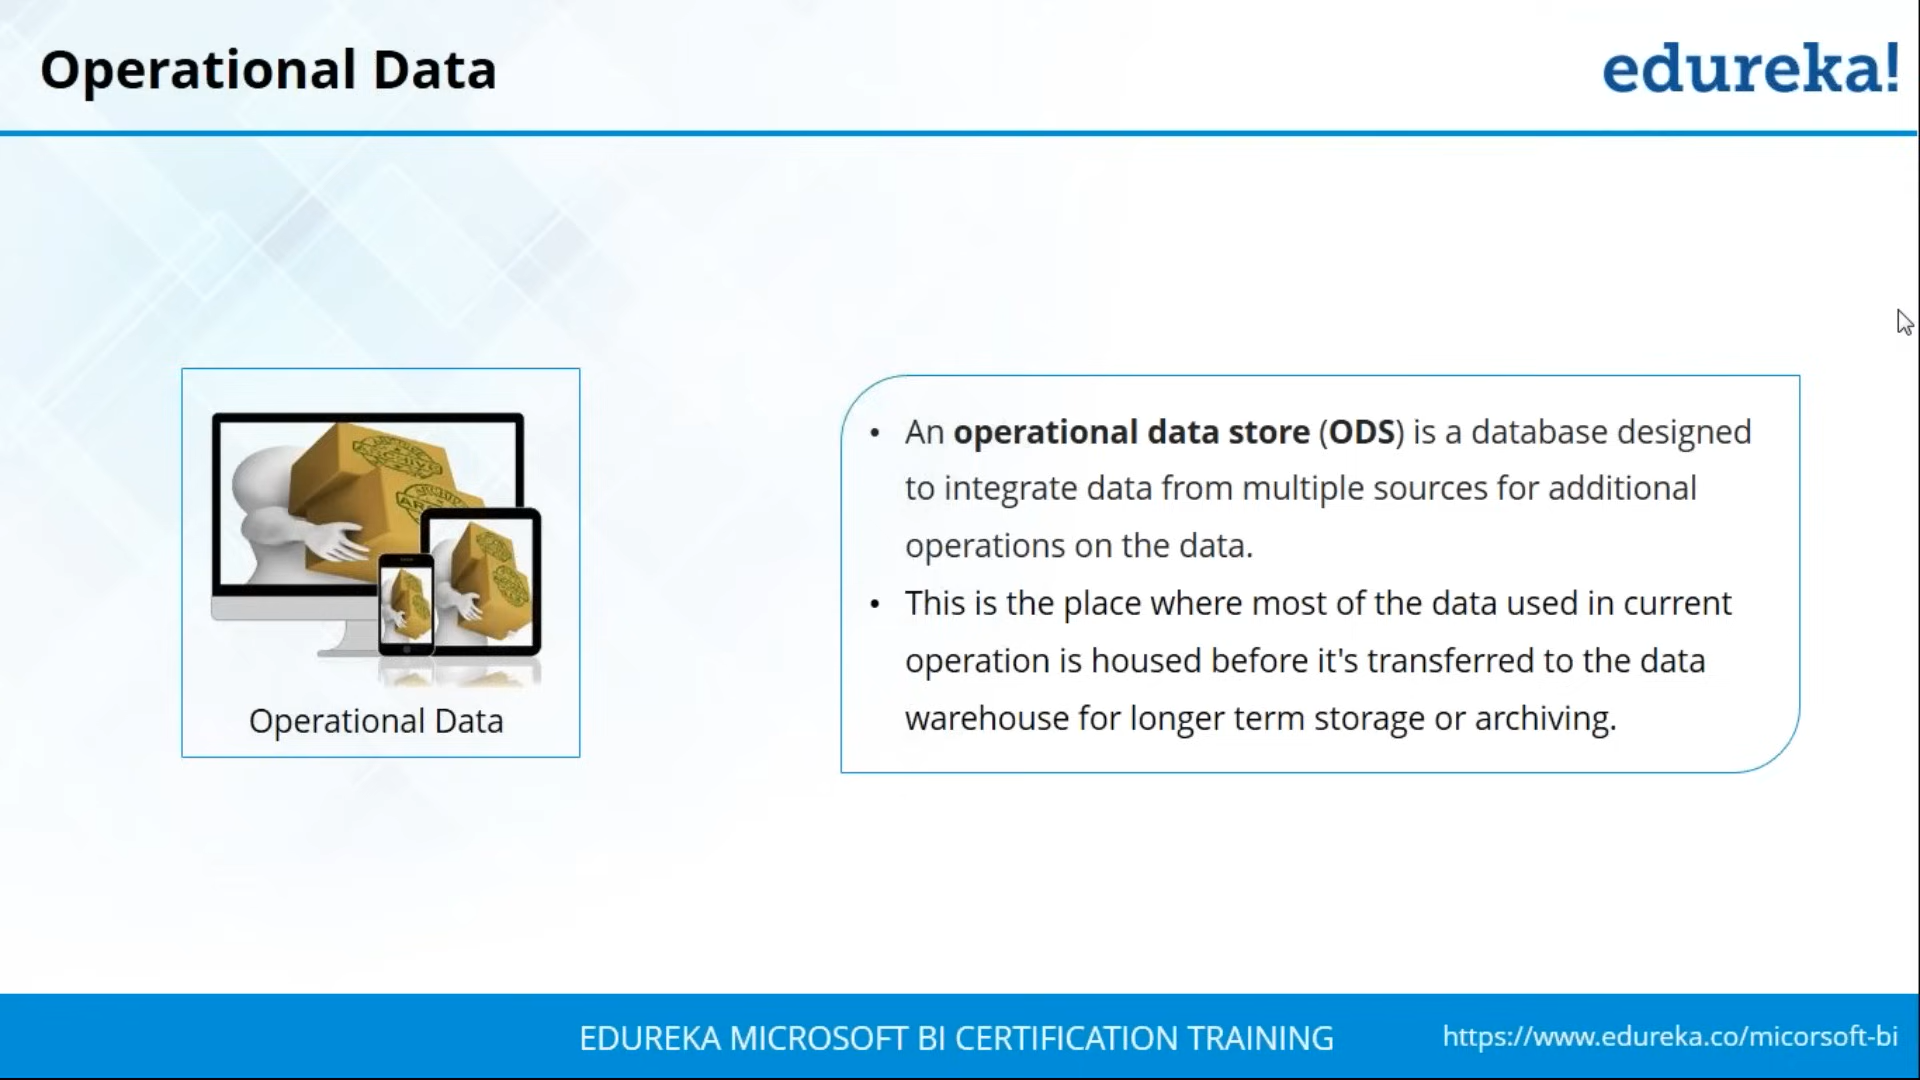 Operational Data
edureka!
• An operational data store (ODS) is a database designed
to integrate data from multiple sources for additional
operations on the data.
• This is the place where most of the data used in current
operation is housed before it's transferred to the data
warehouse for longer term storage or archiving.
Operational Data
EDUREKA MICROSOFT BI CERTIFICATION TRAINING
https://www.edureka.co/micorsoft-bi